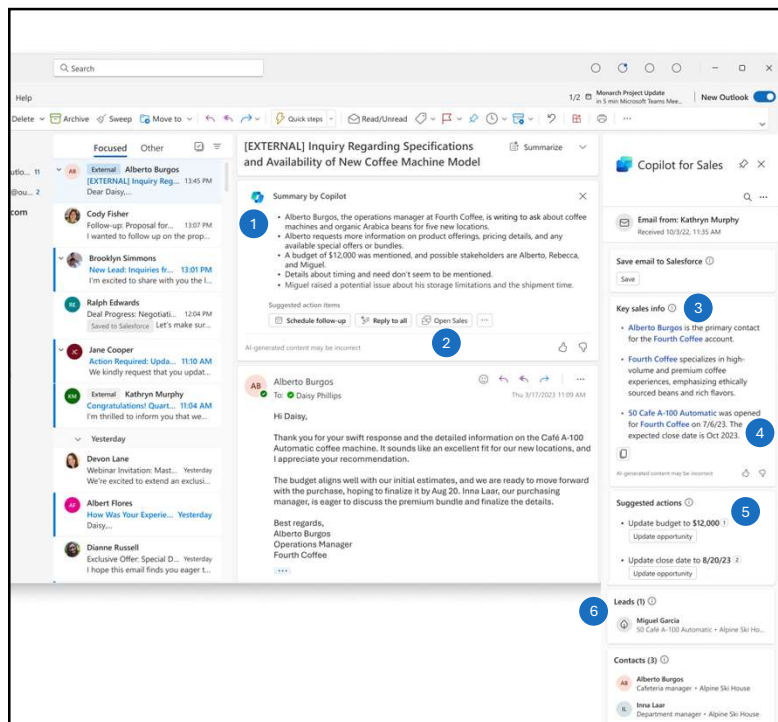 Search
Help
1/2
Monarch Project Update
in 5 min Microsoft Teams Mee...
New Outlook
Delete
Archive
Sweep
Move to
Quick steps
Read/Unread
...
Focused
Other
utlo... 11
@ou... 2
com
AB
External
Alberto Burgos
[EXTERNAL] Inquiry Reg... 13:45 PM
Dear Daisy,...
Cody Fisher
Follow-up: Proposal for... 13:07 PM
I wanted to follow up on the prop...
Brooklyn Simmons
New Lead: Inquiries fr... 13:01 PM
I'm excited to share with you the l...
RE
Ralph Edwards
Deal Progress: Negotiati... 12:04 PM
Saved to Salesforce
Let's make sur...
JC
Jane Cooper
Action Required: Upda... 11:10 AM
We kindly request that you updat...
KM
External
Kathryn Murphy
Congratulations! Quart... 11:04 AM
I'm thrilled to inform you that we...
Yesterday
Devon Lane
Webinar Invitation: Mast... Yesterday
We're excited to extend an exclusi...
AF
Albert Flores
How Was Your Experie... Yesterday
Daisy,...
Dianne Russell
Exclusive Offer: Special D... Yesterday
I hope this email finds you eager t...
[EXTERNAL] Inquiry Regarding Specifications
and Availability of New Coffee Machine Model
Summarize
Summary by Copilot
1
• Alberto Burgos, the operations manager at Fourth Coffee, is writing to ask about coffee
machines and organic Arabica beans for five new locations.
• Alberto requests more information on product offerings, pricing details, and any
available special offers or bundles.
• A budget of $12,000 was mentioned, and possible stakeholders are Alberto, Rebecca,
and Miguel.
• Details about timing and need don't seem to be mentioned.
• Miguel raised a potential issue about his storage limitations and the shipment time.
Suggested action items
Schedule follow-up
Reply to all
Open Sales
...
2
AI-generated content may be incorrect
AB
Alberto Burgos
To: Daisy Phillips
...
Thu 3/17/2023 11:09 AM
Hi Daisy,
Thank you for your swift response and the detailed information on the Café A-100
Automatic coffee machine. It sounds like an excellent fit for our new locations, and
I appreciate your recommendation.
The budget aligns well with our initial estimates, and we are ready to move forward
with the purchase, hoping to finalize it by Aug 20. Inna Laar, our purchasing
manager, is eager to discuss the premium bundle and finalize the details.
Best regards,
Alberto Burgos
Operations Manager
Fourth Coffee
...
Copilot for Sales
...
Email from: Kathryn Murphy
Received 10/3/22, 11:35 AM
Save email to Salesforce
Save
Key sales info
3
• Alberto Burgos is the primary contact
for the Fourth Coffee account.
• Fourth Coffee specializes in high-
volume and premium coffee
experiences, emphasizing ethically
sourced beans and rich flavors.
• 50 Cafe A-100 Automatic was opened
for Fourth Coffee on 7/6/23. The
expected close date is Oct 2023.
4
AI-generated content may be incorrect
Suggested actions
5
• Update budget to $12,000 1
Update opportunity
• Update close date to 8/20/23 2
Update opportunity
6
Leads (1)
Miguel Garcia
50 Café A-100 Automatic • Alpine Ski Ho...
Contacts (3)
AB
Alberto Burgos
Cafeteria manager • Alpine Ski House
IL
Inna Laar
Department manager • Alpine Ski House